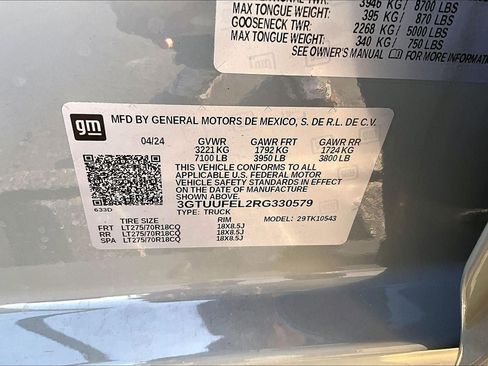 3946 KG / 8700 LBS
MAX TONGUE WEIGHT:
395 KG / 870 LBS
GOOSENECK TWR:
2268 KG / 5000 LBS
MAX TONGUE WEIGHT:
340 KG / 750 LBS
SEE OWNER'S MANUAL FOR MORE
gm
MFD BY GENERAL MOTORS DE MEXICO, S. DE R.L. DE C.V.
04/24 GVWR GAWR FRT GAWR RR
3221 KG 1792 KG 1724 KG
7100 LB 3950 LB 3800 LB
THIS VEHICLE CONFORMS TO ALL
APPLICABLE U.S. FEDERAL MOTOR
VEHICLE SAFETY STANDARDS IN EFFECT
ON THE DATE OF MANUFACTURE
SHOWN ABOVE.
3GTUUFEL2RG330579
633D
TYPE: TRUCK MODEL: 29TK10543
TIRE SIZE RIM
FRT LT275/70R18CQ 18X8.5J
RR LT275/70R18CQ 18X8.5J
SPA LT275/70R18CQ 18X8.5J